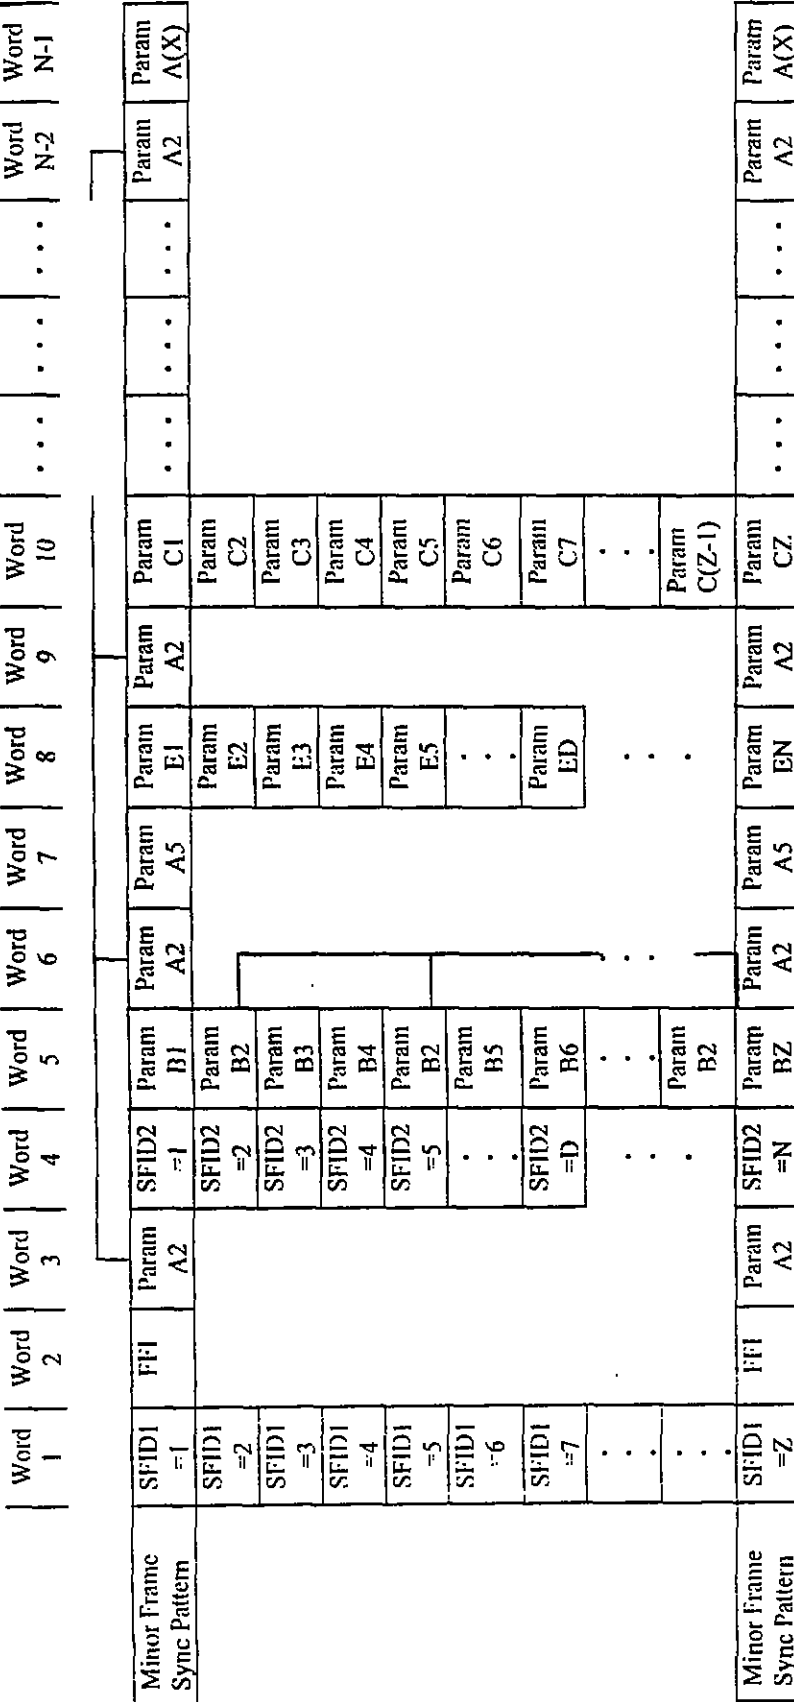 Word 1 Word 2 Word 3 Word 4 Word 5 Word 6 Word 7 Word 8 Word 9 Word 10 . . . . . . . . . Word N-2 Word N-1
Minor Frame Sync Pattern SFID1 =1 FFI Param A2 SFID2 =1 Param B1 Param A2 Param A5 Param E1 Param A2 Param C1 . . . . . . . . . Param A2 Param A(X)
SFID1 =2 SFID2 =2 Param B2 Param E2 Param C2
SFID1 =3 SFID2 =3 Param B3 Param E3 Param C3
SFID1 =4 SFID2 =4 Param B4 Param E4 Param C4
SFID1 =5 SFID2 =5 Param B2 Param E5 Param C5
SFID1 =6 . . . Param B5 . . . Param C6
SFID1 =7 SFID2 =D Param B6 Param ED Param C7
. . . . . . . . . . . . . . . . . .
. . . Param B2 Param C(Z-1)
Minor Frame Sync Pattern SFID1 =Z FFI Param A2 SFID2 =N Param BZ Param A2 Param A5 Param EN Param A2 Param CZ . . . . . . . . . Param A2 Param A(X)